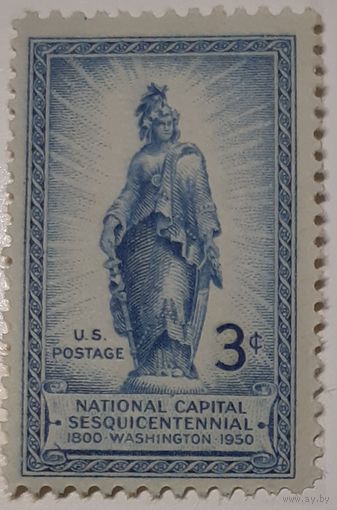 U.S.
POSTAGE
3¢
NATIONAL CAPITAL
SESQUICENTENNIAL
1800·WASHINGTON·1950
www.ay.by